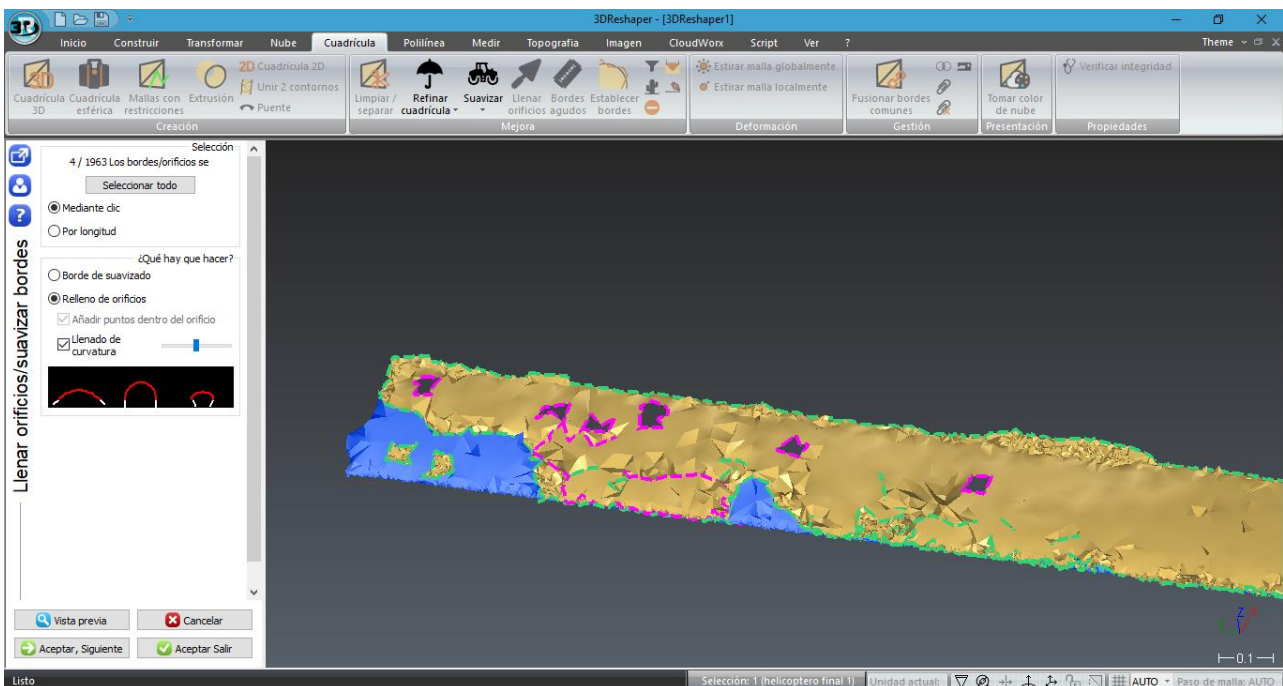 3DReshaper - [3DReshaper1]
Inicio Construir Transformar Nube Cuadrícula Polilínea Medir Topografía Imagen CloudWorx Script Ver ? Theme
Cuadrícula 3D
Cuadrícula esférica
Mallas con restricciones
Extrusión
2D Cuadrícula 2D
Unir 2 contornos
Puente
Creación
Limpiar / separar
Refinar cuadrícula
Suavizar
Llenar orificios
Bordes agudos
Establecer bordes
Mejora
Estirar malla globalmente
Estirar malla localmente
Deformación
Fusionar bordes comunes
Gestión
Tomar color de nube
Presentación
Verificar integridad
Propiedades
Llenar orificios/suavizar bordes
Selección
4 / 1963 Los bordes/orificios se
Seleccionar todo
Mediante clic
Por longitud
¿Qué hay que hacer?
Borde de suavizado
Relleno de orificios
Añadir puntos dentro del orificio
Llenado de
curvatura
Vista previa
Cancelar
Aceptar, Siguiente
Aceptar Salir
Z X
0.1
Listo
Selección: 1 (helicoptero final 1) Unidad actual: AUTO Paso de malla: AUTO